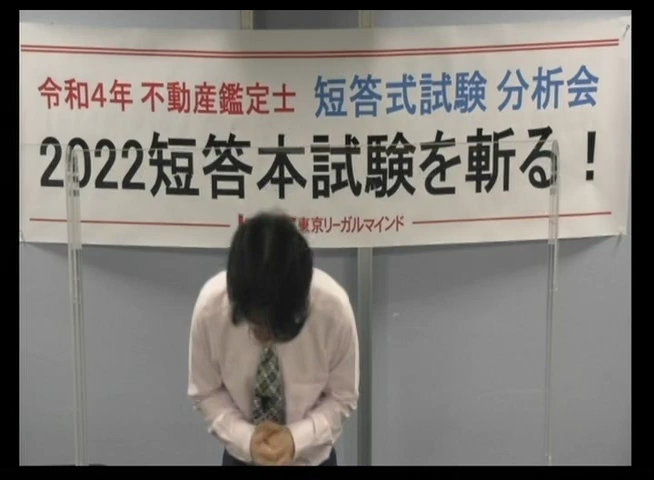 令和4年 不動産鑑定士 短答式試験 分析会
2022短答本試験を斬る!
東京リーガルマインド